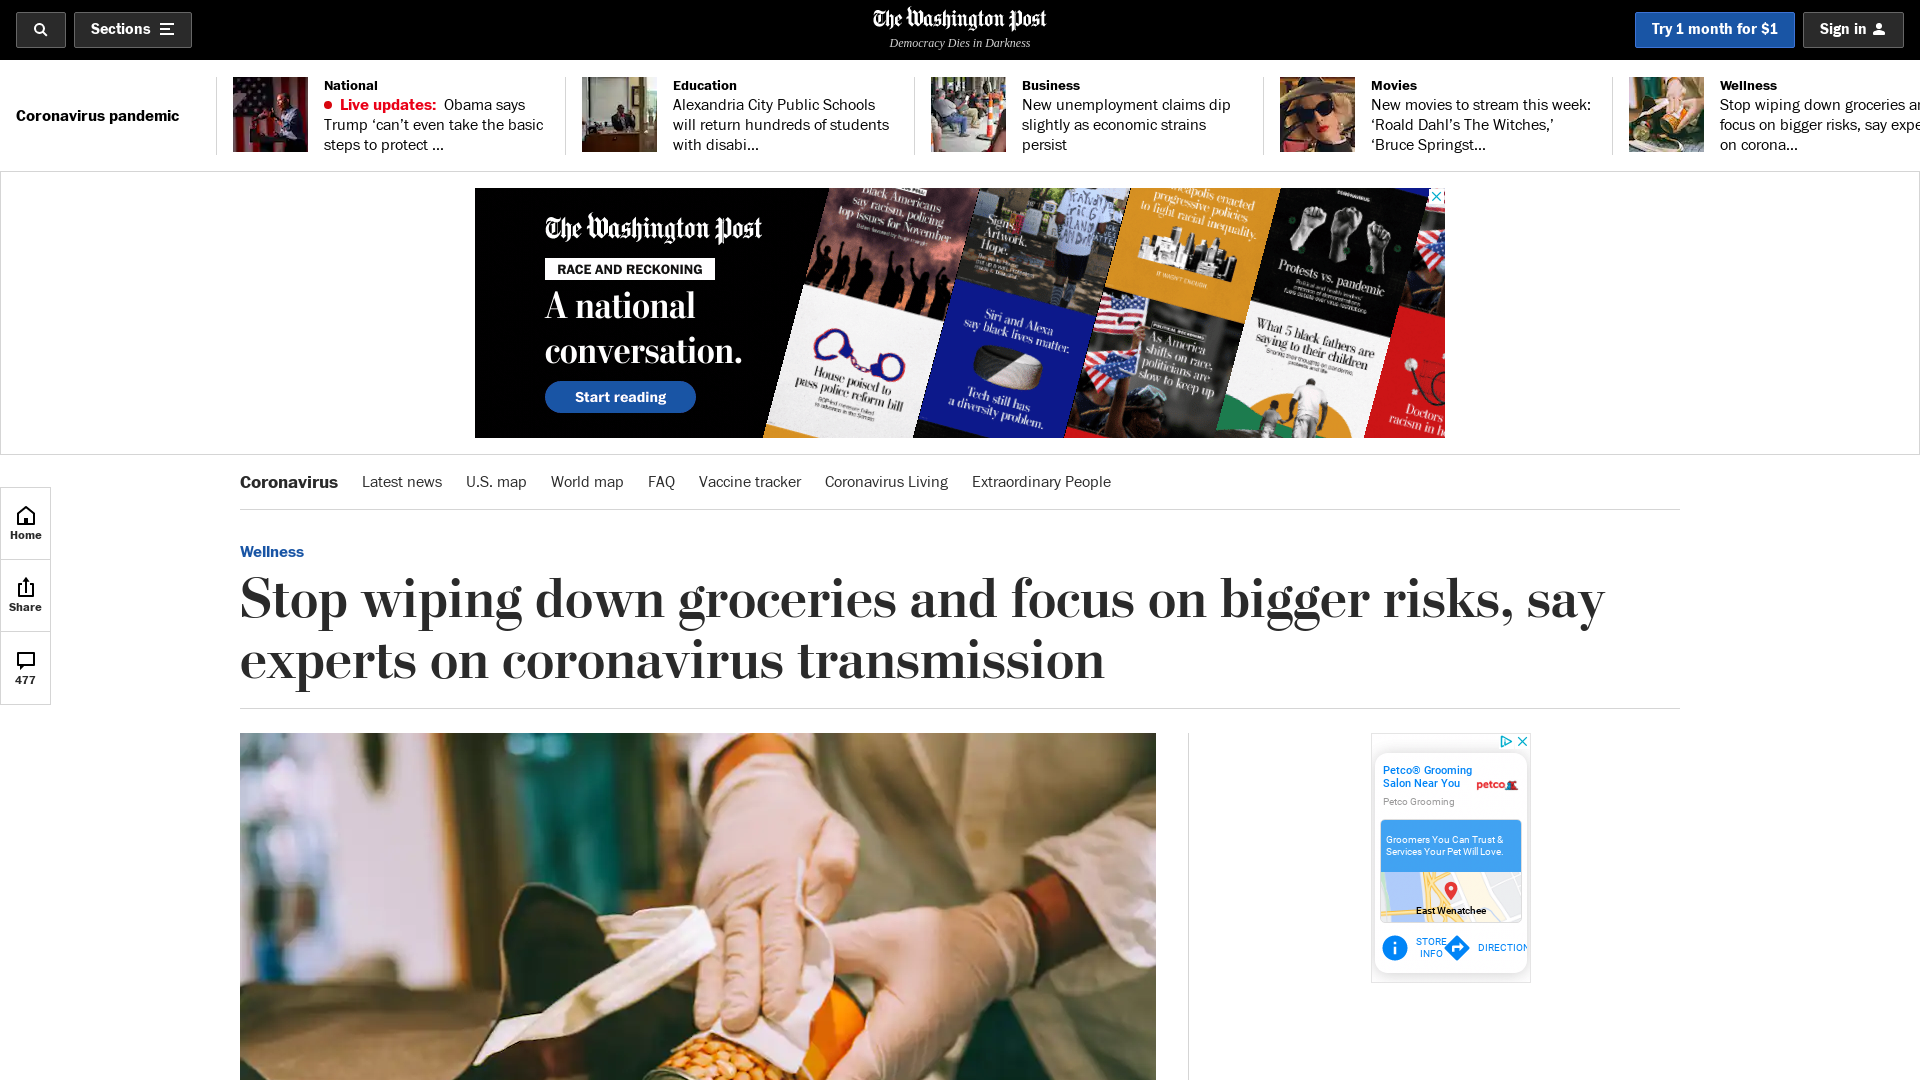 Sections
The Washington Post
Democracy Dies in Darkness
Try 1 month for $1
Sign in
Coronavirus pandemic
National
Live updates: Obama says
Trump ‘can’t even take the basic
steps to protect ...
Education
Alexandria City Public Schools
will return hundreds of students
with disabi...
Business
New unemployment claims dip
slightly as economic strains
persist
Movies
New movies to stream this week:
‘Roald Dahl’s The Witches,’
‘Bruce Springst...
Wellness
Stop wiping down groceries
focus on bigger risks, say
on corona...
The Washington Post
RACE AND RECKONING
A national
conversation.
Start reading
Black Americans
say racism, policing
top issues for November
Signs.
Artwork.
Hope.
enacted
progressive policies
to fight racial inequality.
IT WASN'T ENOUGH
CORONAVIRUS
Protests vs. pandemic
House poised to
pass police reform bill
Siri and Alexa
say black lives matter.
Tech still has
a diversity problem.
POLITICAL RECKONING
As America
shifts on race,
politicians are
slow to keep up
What 5 black fathers are
saying to their children
Doctors
racism in
Coronavirus
Latest news
U.S. map
World map
FAQ
Vaccine tracker
Coronavirus Living
Extraordinary People
Home
Share
477
Wellness
Stop wiping down groceries and focus on bigger risks, say
experts on coronavirus transmission
Petco® Grooming
Salon Near You
petco
Petco Grooming
Groomers You Can Trust &
Services Your Pet Will Love.
East Wenatchee
STORE
INFO
DIRECTION